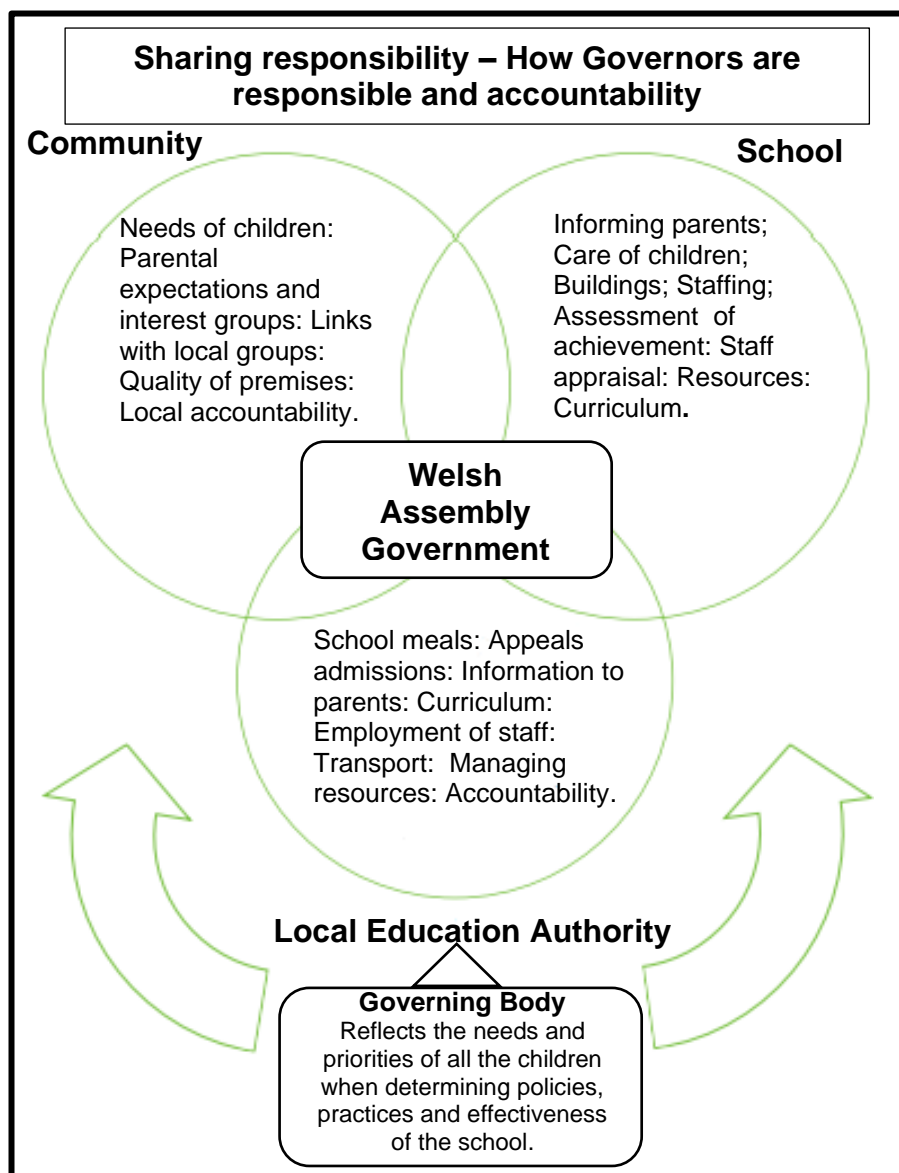 Sharing responsibility – How Governors are
responsible and accountability
Community
School
Needs of children:
Parental
expectations and
interest groups: Links
with local groups:
Quality of premises:
Local accountability.
Informing parents;
Care of children;
Buildings; Staffing;
Assessment of
achievement: Staff
appraisal: Resources:
Curriculum.
Welsh
Assembly
Government
School meals: Appeals
admissions: Information to
parents: Curriculum:
Employment of staff:
Transport: Managing
resources: Accountability.
Local Education Authority
Governing Body
Reflects the needs and
priorities of all the children
when determining policies,
practices and effectiveness
of the school.